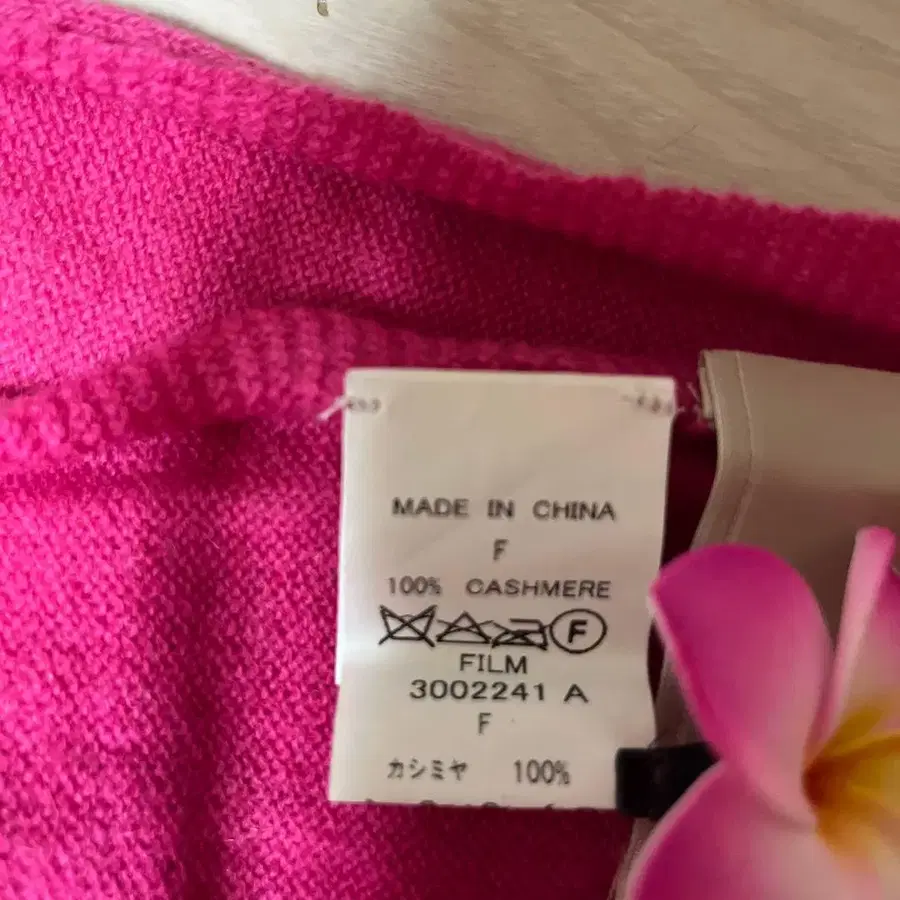 MADE IN CHINA
F
100% CASHMERE
F
FILM
3002241 A
F
カシミヤ 100%